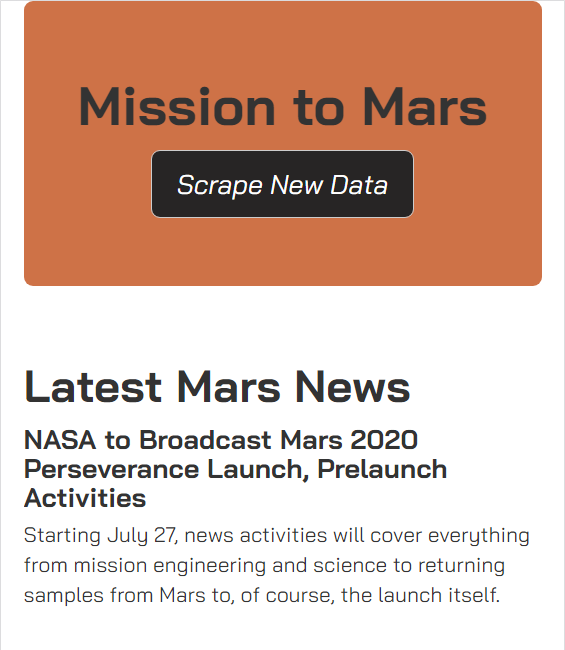 Mission to Mars
Scrape New Data
Latest Mars News
NASA to Broadcast Mars 2020
Perseverance Launch, Prelaunch
Activities
Starting July 27, news activities will cover everything
from mission engineering and science to returning
samples from Mars to, of course, the launch itself.